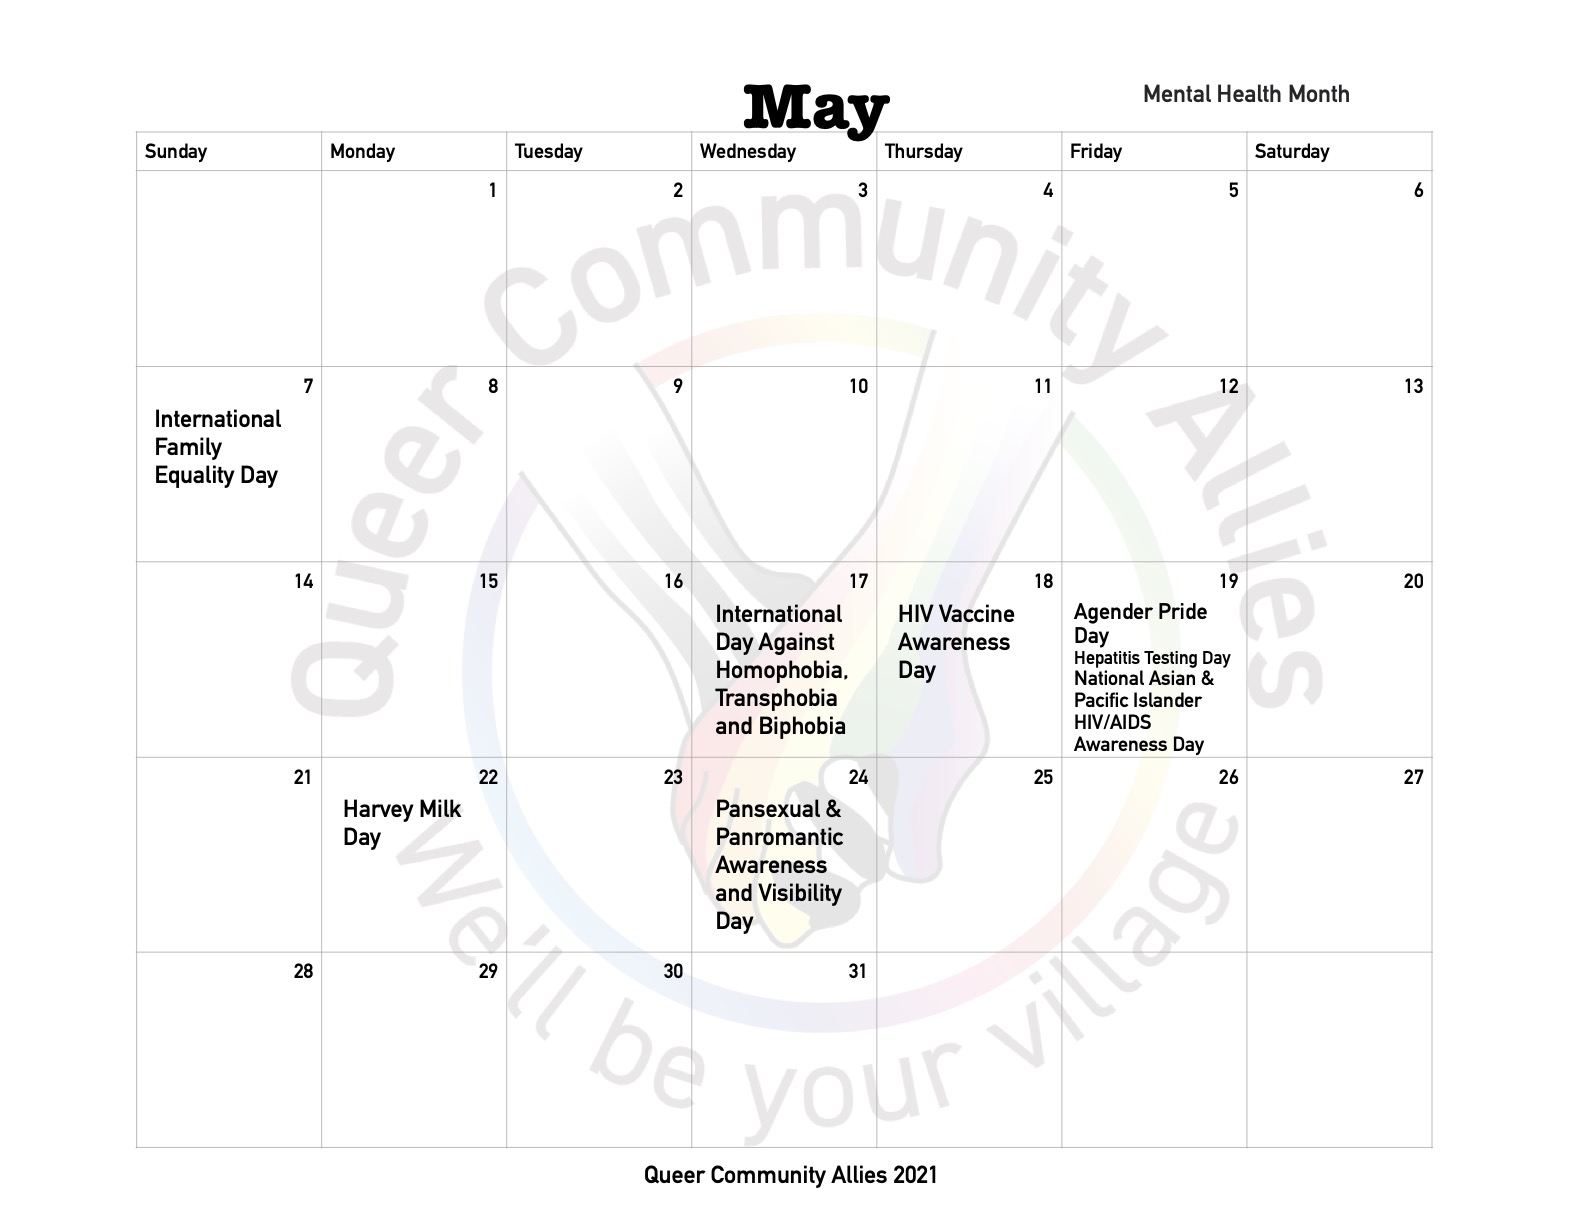 May
Mental Health Month
Sunday Monday Tuesday Wednesday Thursday Friday Saturday
1 2 3 4 5 6
7 8 9 10 11 12 13
International
Family
Equality Day
14 15 16 17 18 19 20
International
Day Against
Homophobia,
Transphobia
and Biphobia
HIV Vaccine
Awareness
Day
Agender Pride
Day
Hepatitis Testing Day
National Asian &
Pacific Islander
HIV/AIDS
Awareness Day
21 22 23 24 25 26 27
Harvey Milk
Day
Pansexual &
Panromantic
Awareness
and Visibility
Day
28 29 30 31
Queer Community Allies
We'll be your village
Queer Community Allies 2021